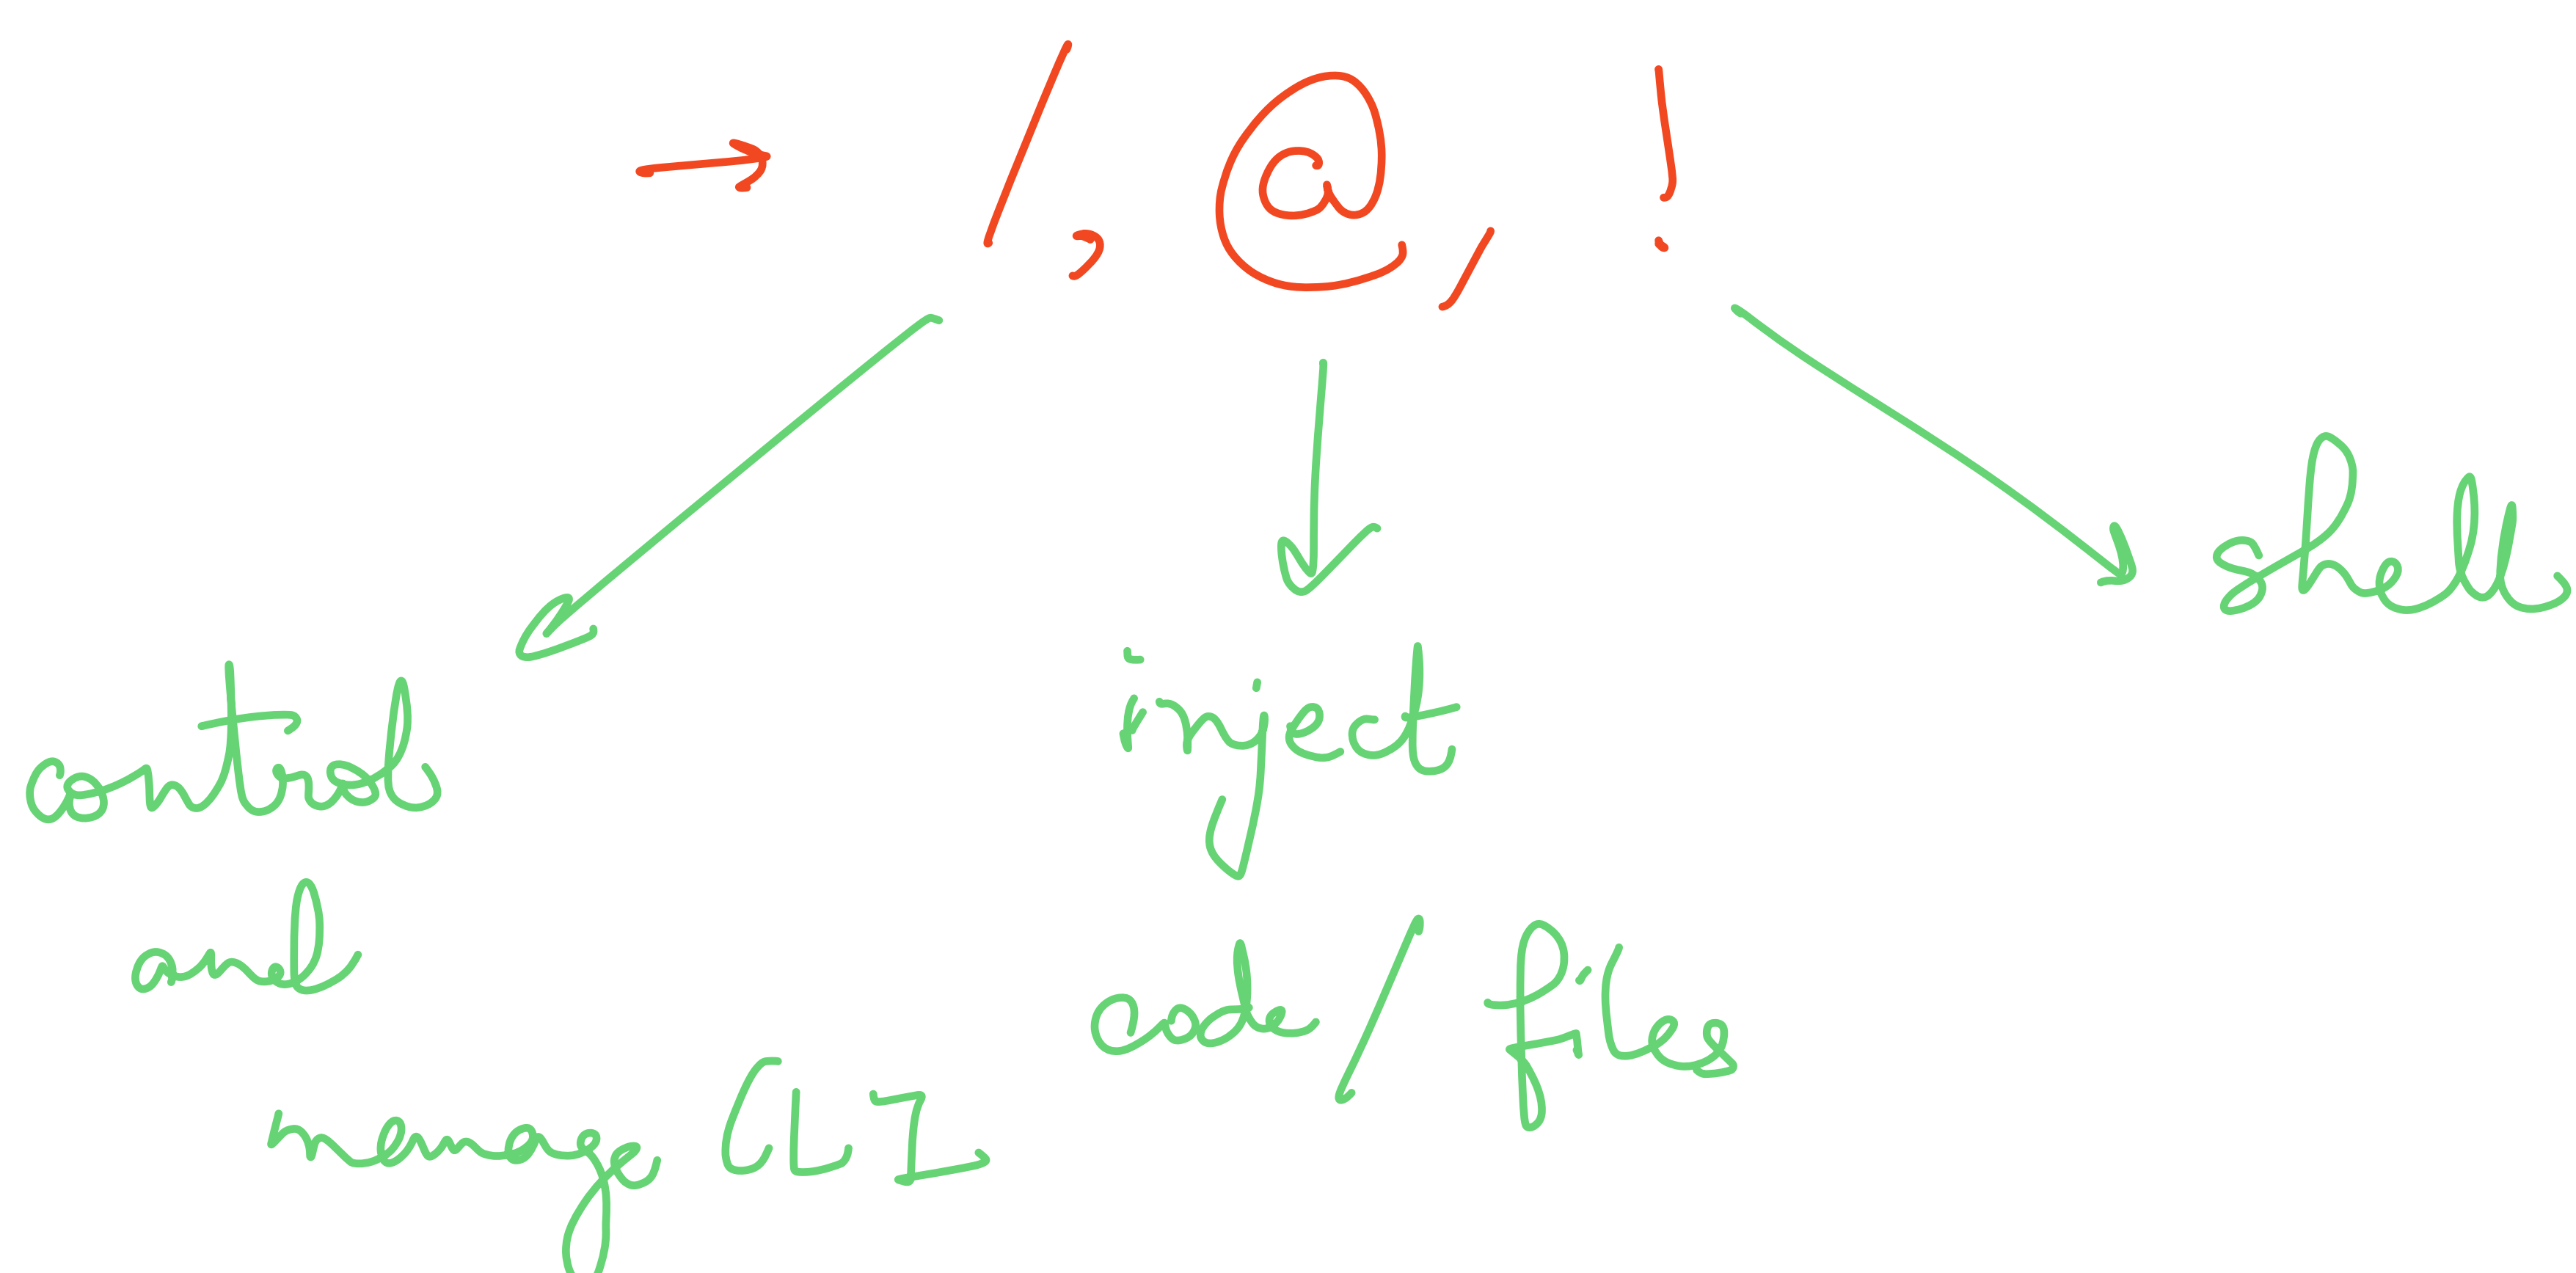 → /, @, !
shell
control
inject
and
code / files
manage CLI